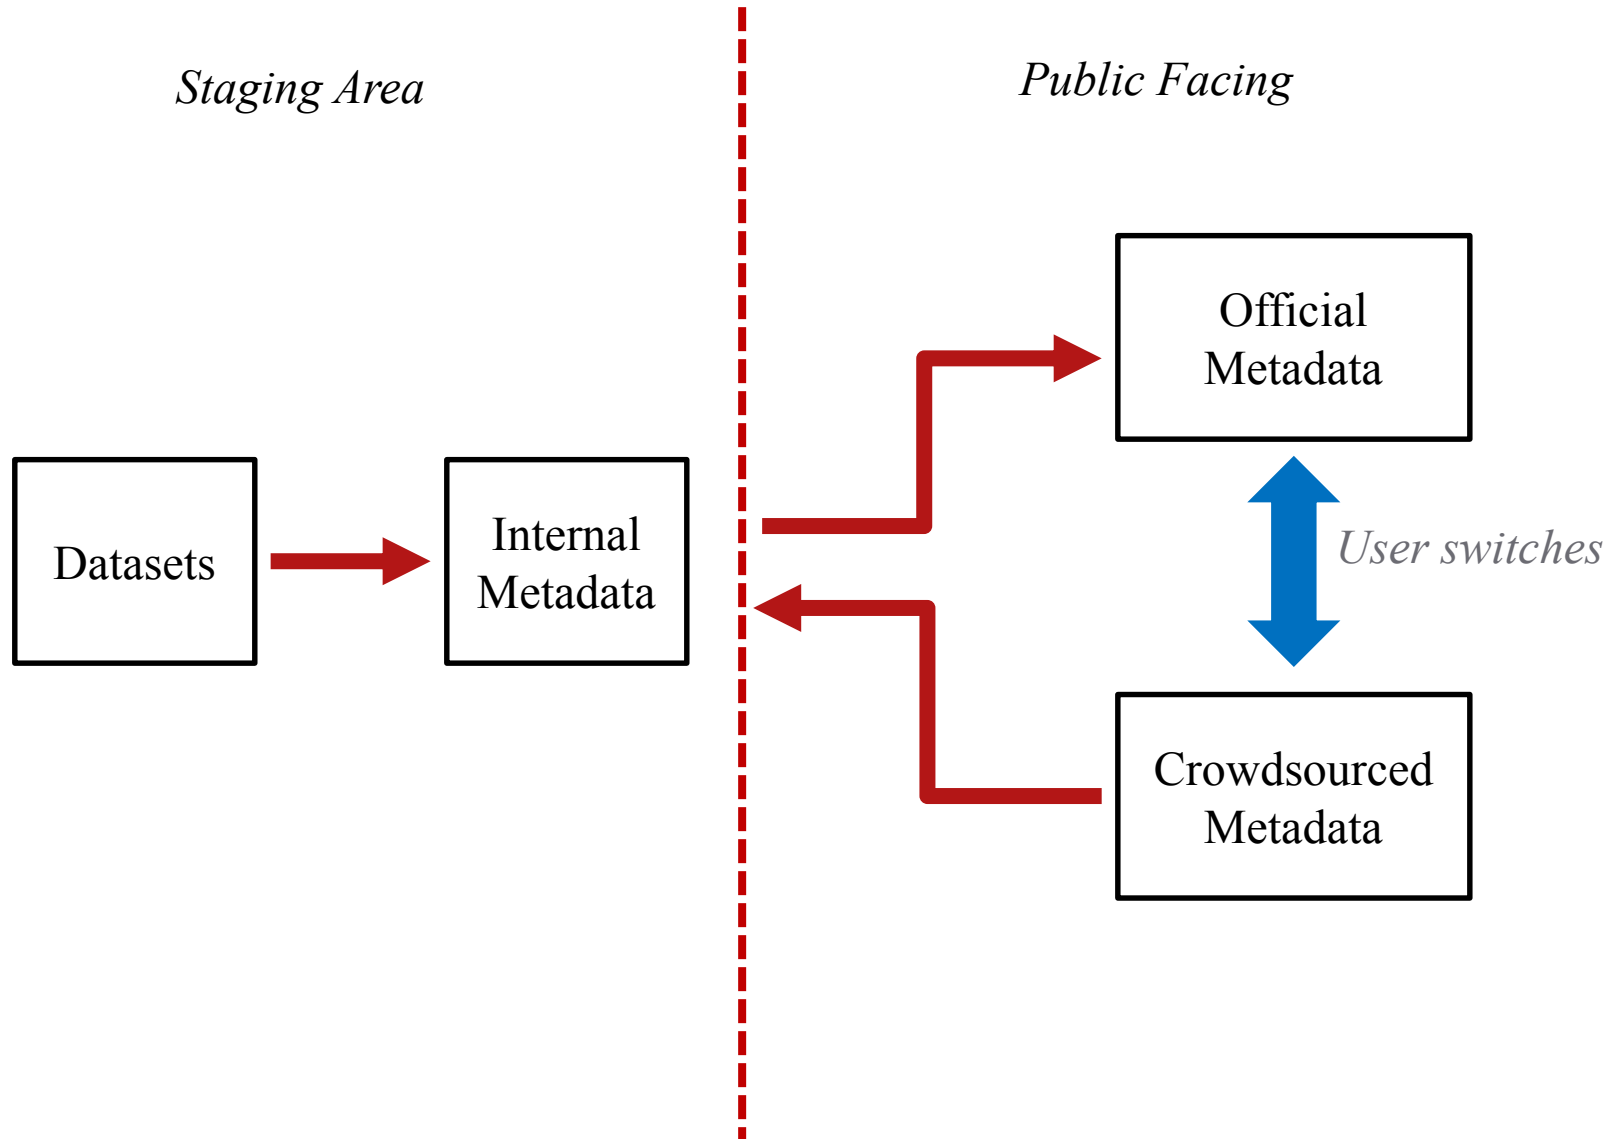 Staging Area
Public Facing
Official
Metadata
Datasets
Internal
Metadata
User switches
Crowdsourced
Metadata